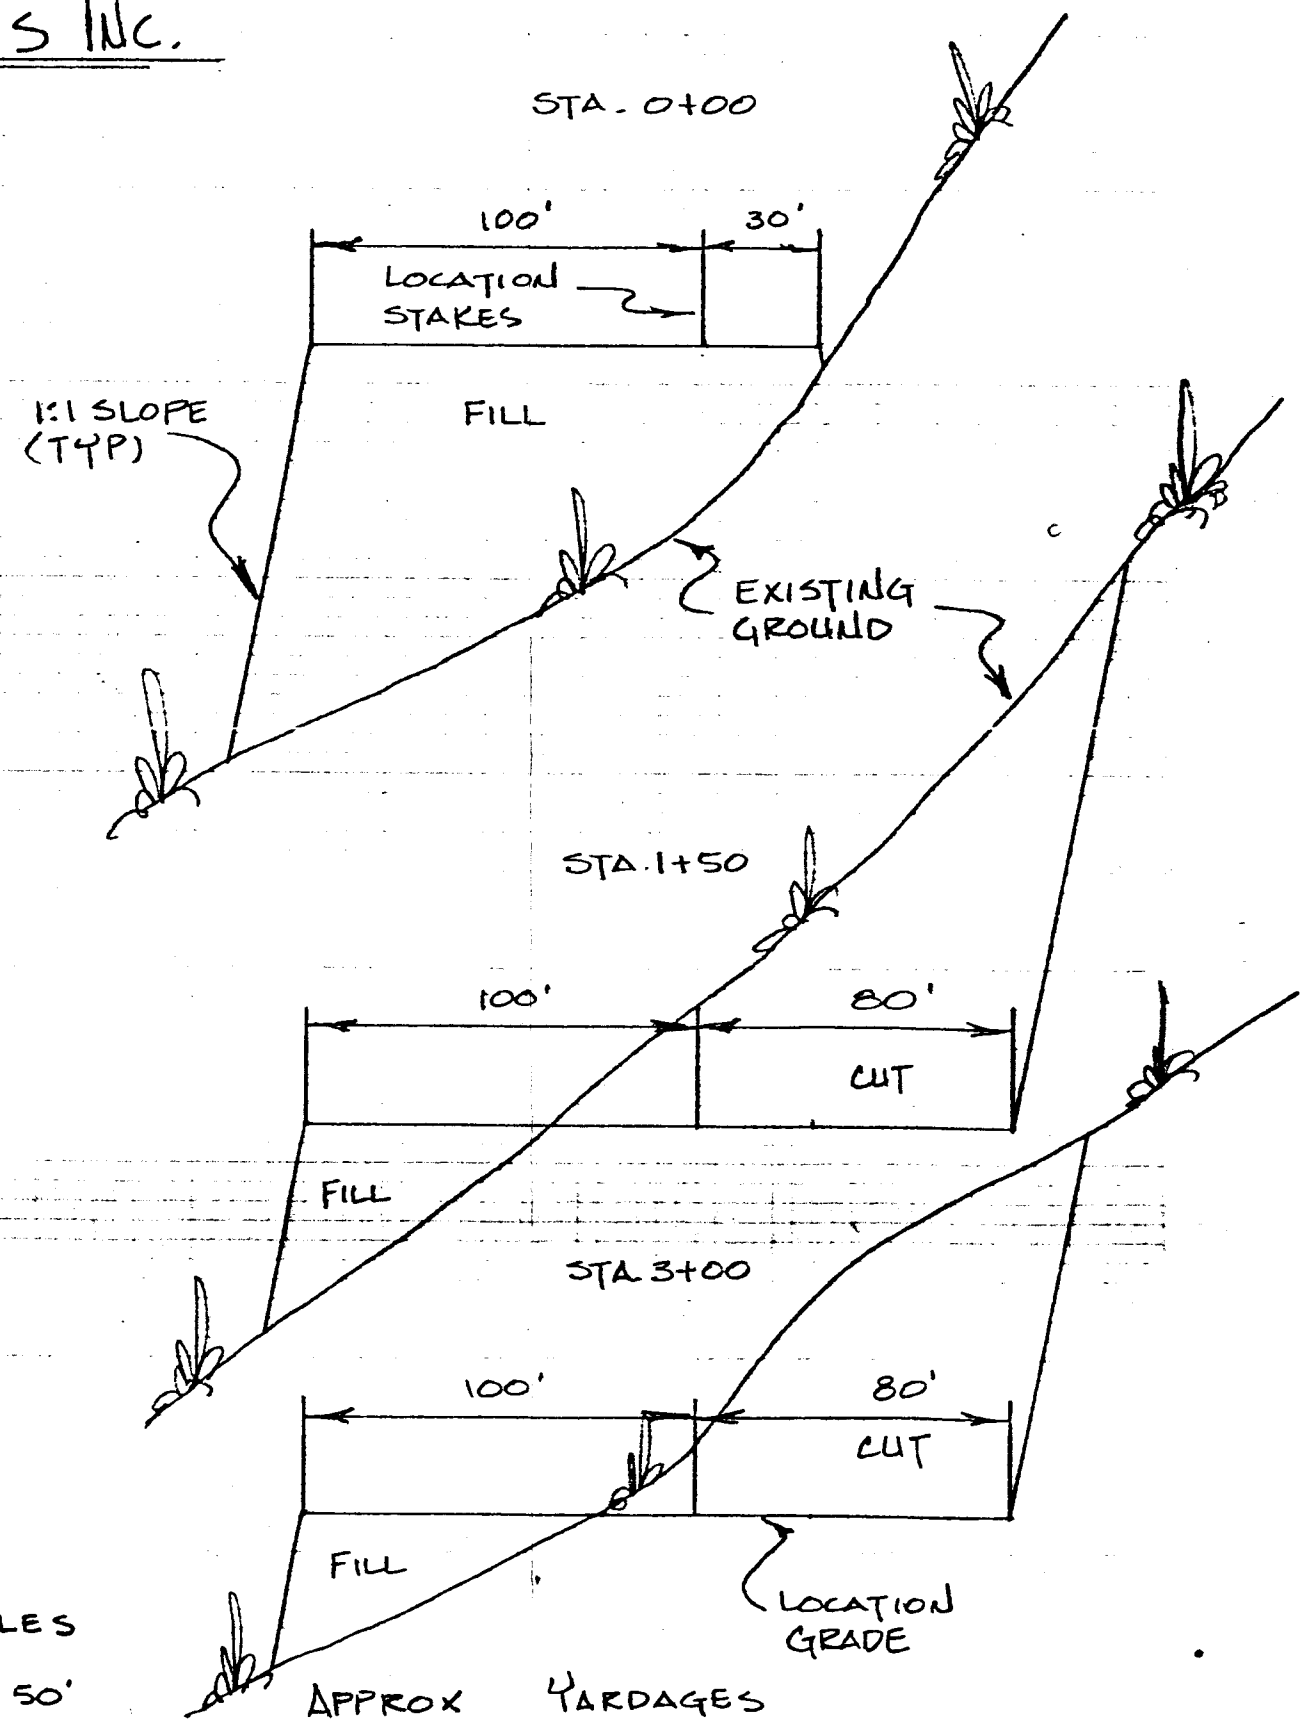 S INC.
STA. 0+00
100'
30'
LOCATION
STAKES
1:1 SLOPE
(TYP)
FILL
C
EXISTING
GROUND
STA. 1+50
100'
80'
CUT
FILL
STA. 3+00
100'
80'
CUT
FILL
LOCATION
GRADE
LES
50'
APPROX YARDAGES